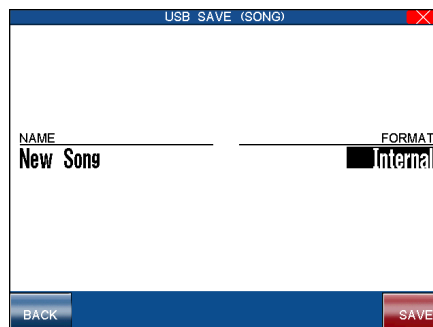 USB SAVE (SONG)
NAME
FORMAT
New Song
Internal
BACK
SAVE